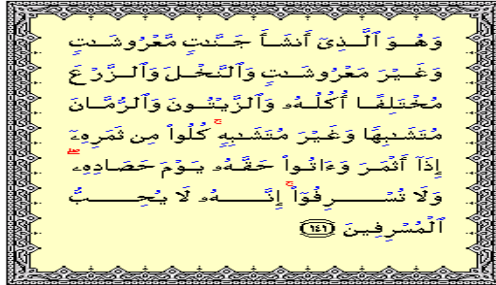 وَهُوَ ٱلَّذِىٓ أَنشَأَ جَنَّـٰتٍ مَّعْرُوشَـٰتٍ
وَغَيْرَ مَعْرُوشَـٰتٍ وَٱلنَّخْلَ وَٱلزَّرْعَ
مُخْتَلِفًا أُكُلُهُۥ وَٱلزَّيْتُونَ وَٱلرُّمَّانَ
مُتَشَـٰبِهًا وَغَيْرَ مُتَشَـٰبِهٍ ۚ كُلُوا۟ مِن ثَمَرِهِۦٓ
إِذَآ أَثْمَرَ وَءَاتُوا۟ حَقَّهُۥ يَوْمَ حَصَادِهِۦ ۖ
وَلَا تُسْرِفُوٓا۟ ۚ إِنَّهُۥ لَا يُحِبُّ
ٱلْمُسْرِفِينَ ﴿١٤١﴾